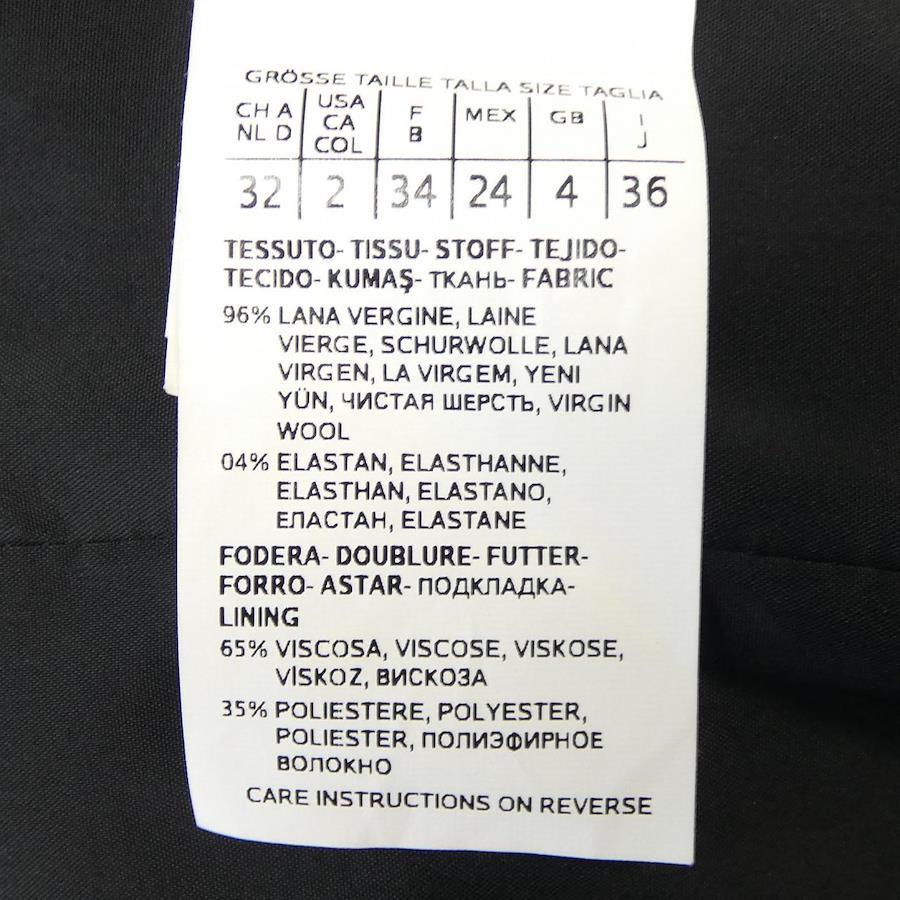 GRÖSSE TAILLE TALLA SIZE TAGLIA
CH A NL D USA CA COL F B MEX GB I J
32 2 34 24 4 36
TESSUTO- TISSU- STOFF- TEJIDO-
TECIDO- KUMAŞ- ТКАНЬ- FABRIC
96% LANA VERGINE, LAINE
VIERGE, SCHURWOLLE, LANA
VIRGEN, LA VIRGEM, YENI
YÜN, ЧИСТАЯ ШЕРСТЬ, VIRGIN
WOOL
04% ELASTAN, ELASTHANNE,
ELASTHAN, ELASTANO,
ЕЛАСТАН, ELASTANE
FODERA- DOUBLURE- FUTTER-
FORRO- ASTAR- ПОДКЛАДКА-
LINING
65% VISCOSA, VISCOSE, VISKOSE,
VİSKOZ, ВИСКОЗА
35% POLIESTERE, POLYESTER,
POLIESTER, ПОЛИЭФИРНОЕ
ВОЛОКНО
CARE INSTRUCTIONS ON REVERSE